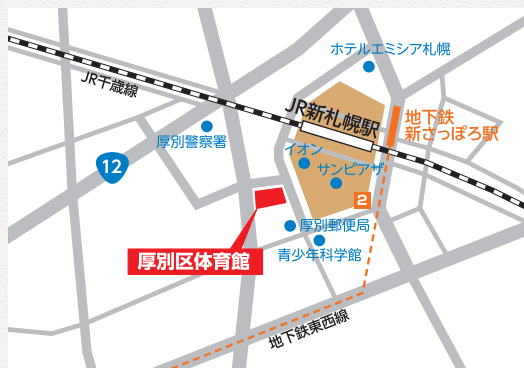 ホテルエミシア札幌
JR千歳線
JR新札幌駅
地下鉄
新さっぽろ駅
厚別警察署
イオン
12
サンピアザ
2
厚別郵便局
青少年科学館
厚別区体育館
地下鉄東西線